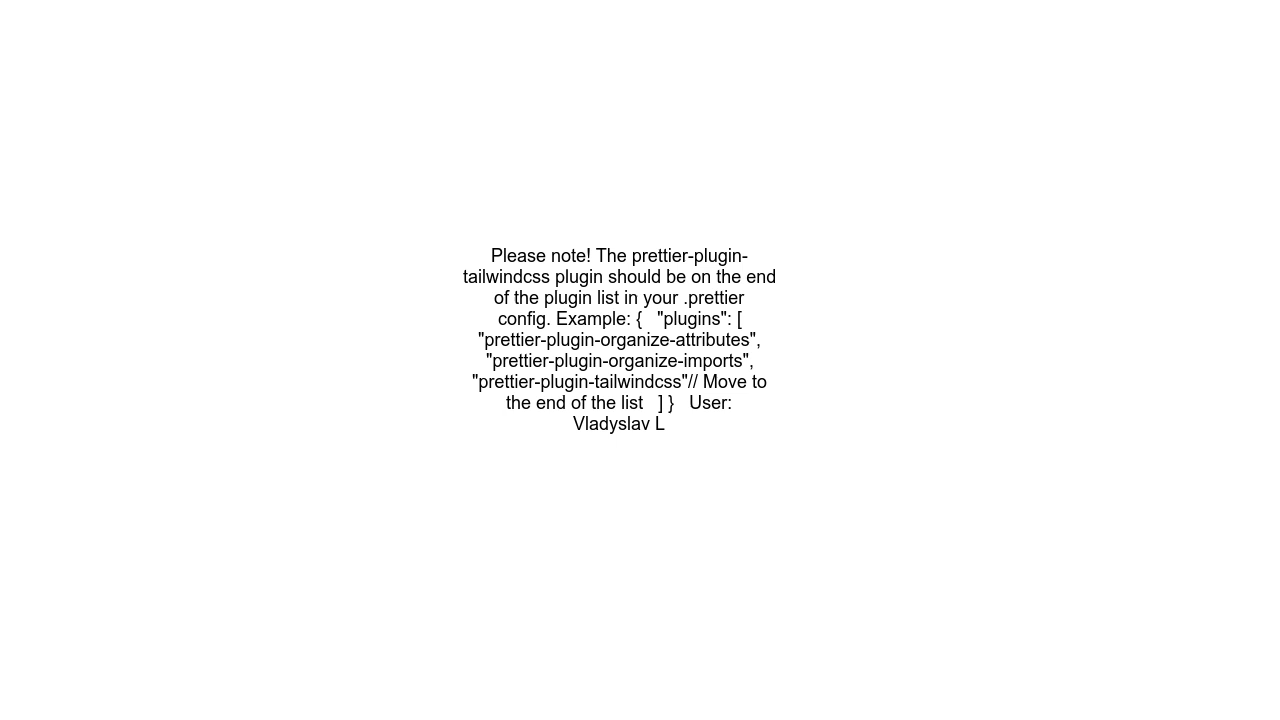 Please note! The prettier-plugin-
tailwindcss plugin should be on the end
of the plugin list in your .prettier
config. Example: {   "plugins": [
"prettier-plugin-organize-attributes",
"prettier-plugin-organize-imports",
"prettier-plugin-tailwindcss"// Move to
the end of the list   ] }   User:
Vladyslav L